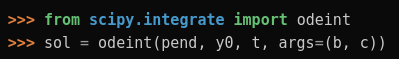 >>> from scipy.integrate import odeint
>>> sol = odeint(pend, y0, t, args=(b, c))